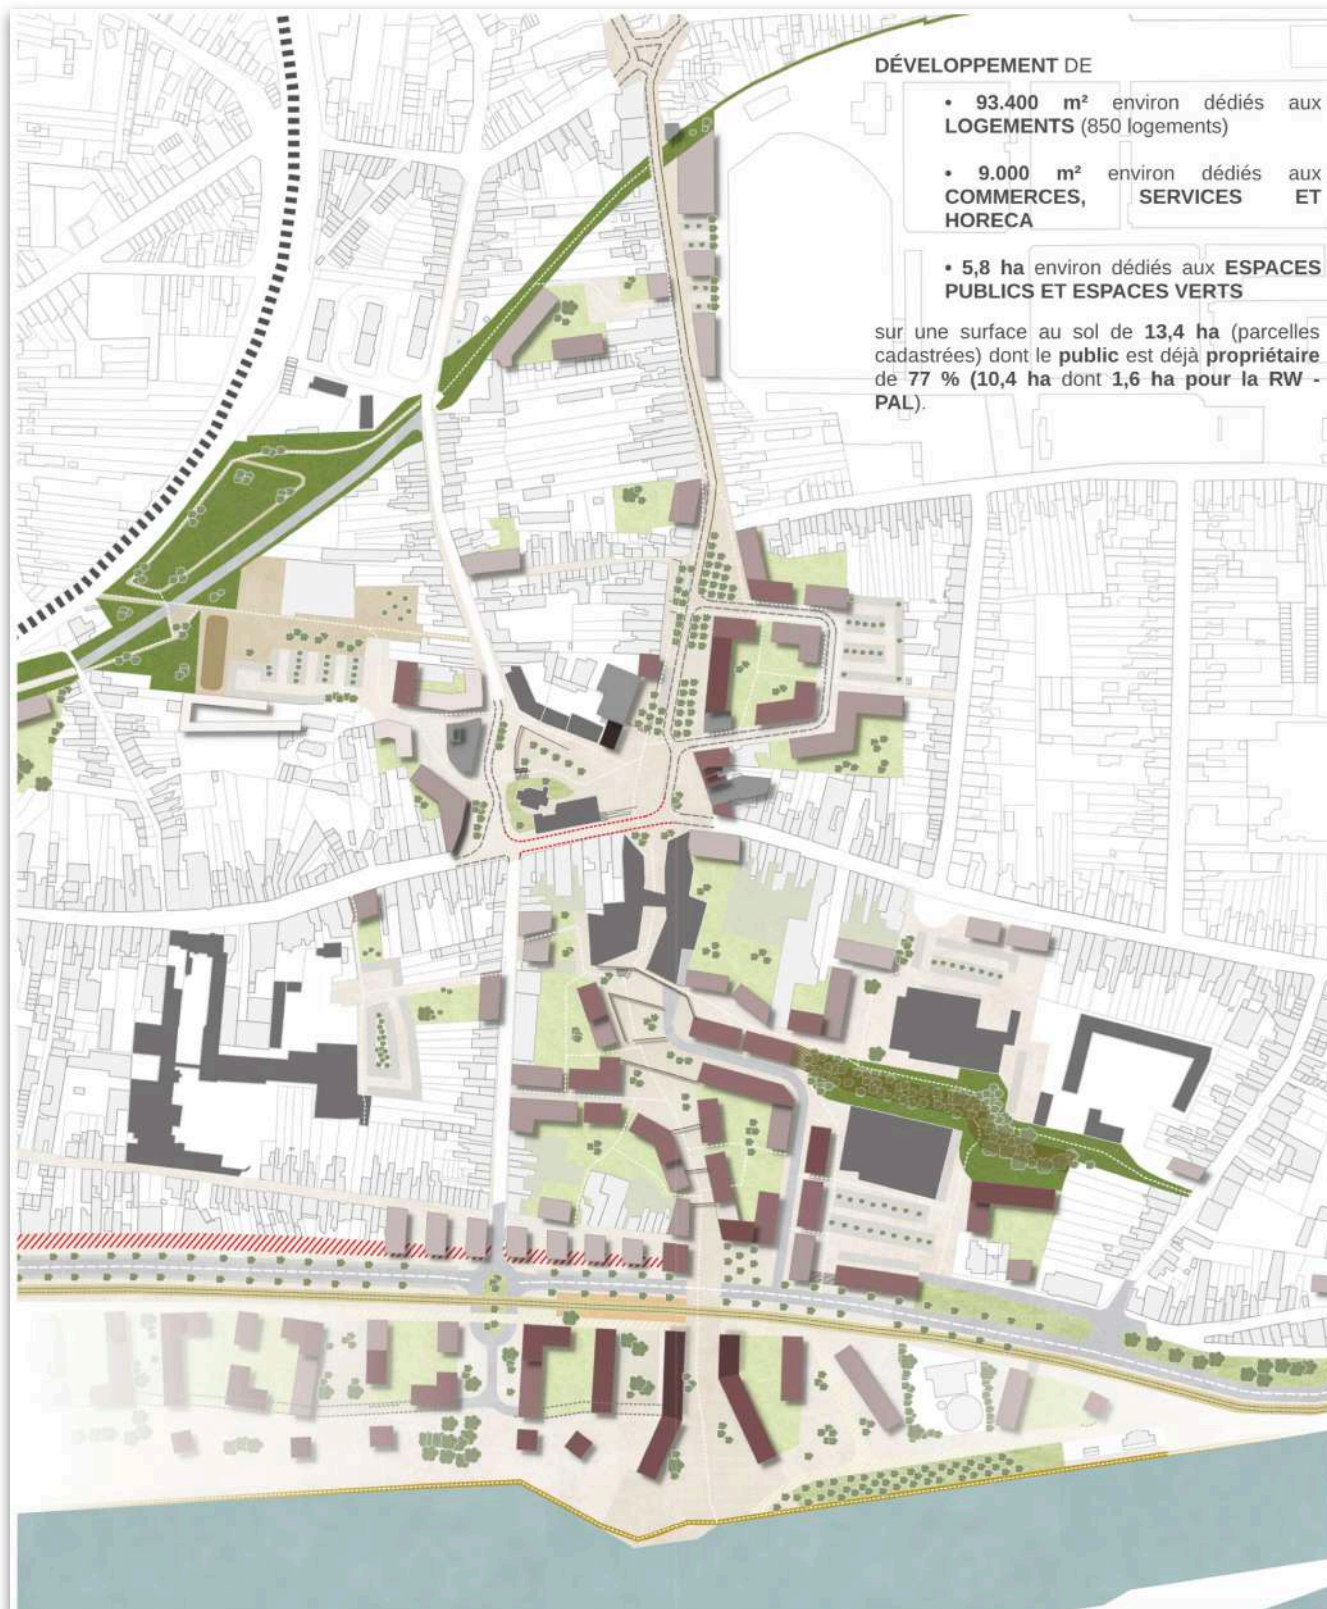 DÉVELOPPEMENT DE
• 93.400 m² environ dédiés aux
LOGEMENTS (850 logements)
• 9.000 m² environ dédiés aux
COMMERCES, SERVICES ET
HORECA
• 5,8 ha environ dédiés aux ESPACES
PUBLICS ET ESPACES VERTS
sur une surface au sol de 13,4 ha (parcelles
cadastrées) dont le public est déjà propriétaire
de 77 % (10,4 ha dont 1,6 ha pour la RW -
PAL).